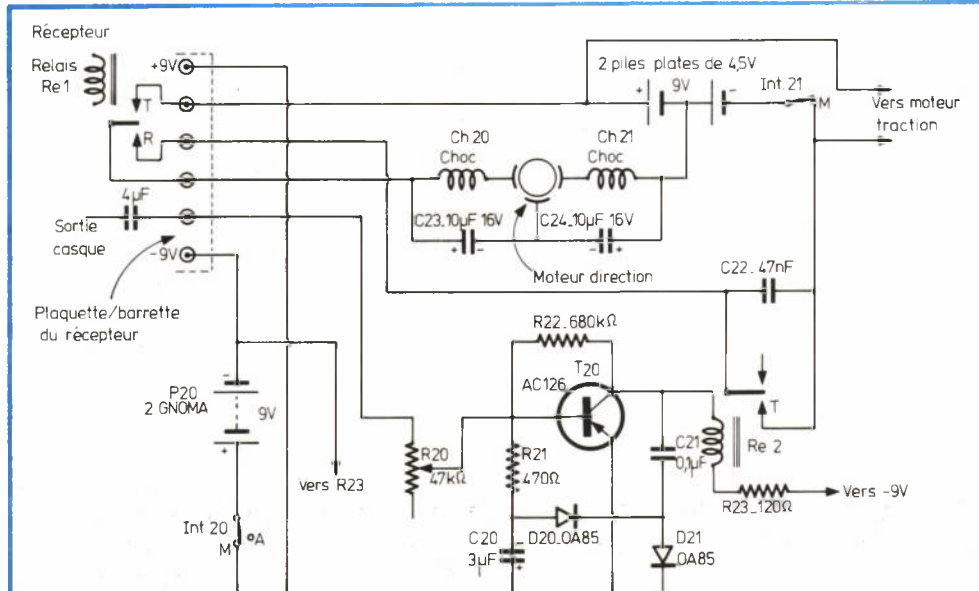 Récepteur
Relais
Re 1
+9V
T
R
4µF
Sortie
casque
-9V
Plaquette/barrette
du récepteur
2 piles plates de 4,5V
+
9V
-
Int. 21
M
Vers moteur
traction
Ch 20
Choc
Ch 21
Choc
C23_10µF 16V
+ -
C24_10µF 16V
- +
Moteur direction
C22_47nF
R22_680kΩ
T20
AC126
T
Re 2
P20
2 GNOMA
-
9V
+
Vers R23
R20
47kΩ
R21
470Ω
C21
0,1µF
R23_120Ω
Vers -9V
Int 20
M
oA
C20
3µF
-
+
D20_OA85
D21
OA85